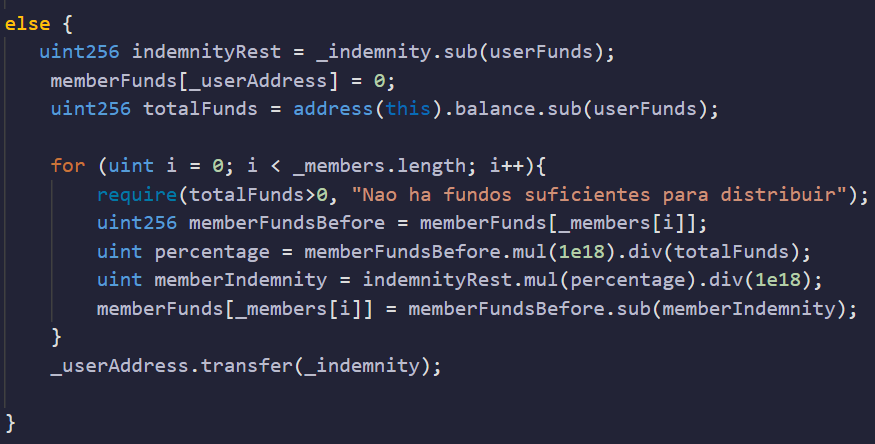 else {
uint256 indemnityRest = _indemnity.sub(userFunds);
memberFunds[_userAddress] = 0;
uint256 totalFunds = address(this).balance.sub(userFunds);
for (uint i = 0; i < _members.length; i++){
require(totalFunds>0, "Nao ha fundos suficientes para distribuir");
uint256 memberFundsBefore = memberFunds[_members[i]];
uint percentage = memberFundsBefore.mul(1e18).div(totalFunds);
uint memberIndemnity = indemnityRest.mul(percentage).div(1e18);
memberFunds[_members[i]] = memberFundsBefore.sub(memberIndemnity);
}
_userAddress.transfer(_indemnity);
}